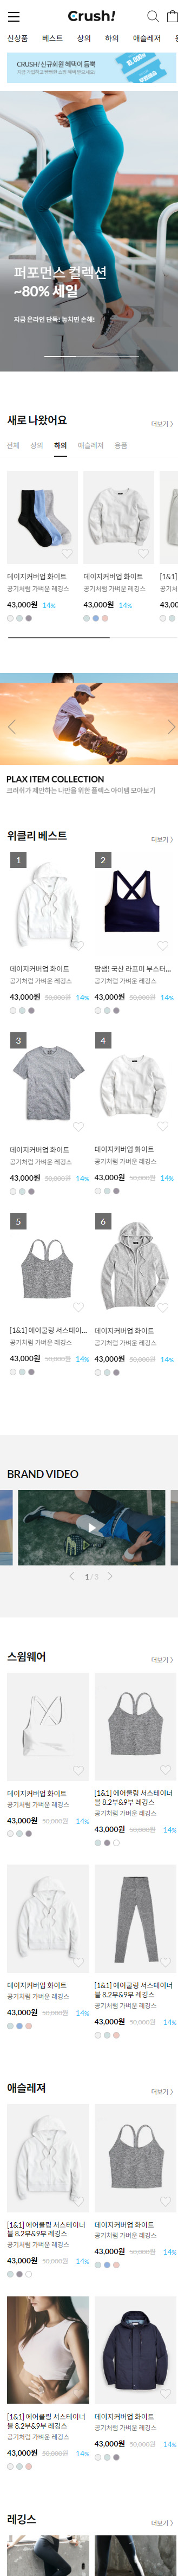 Crush!
신상품 베스트 상의 하의 애슬레저
CRUSH! 신규회원 혜택이 듬뿍
지금 가입하고 빵빵한 쇼핑 혜택 받으세요!
10,000원
퍼포먼스 컬렉션
~80% 세일
지금 온라인 단독! 놓치면 손해!
새로 나왔어요
더보기 〉
전체 상의 하의 애슬레저 용품
데이지커버업 화이트
공기처럼 가벼운 레깅스
43,000원 14%
데이지커버업 화이트
공기처럼 가벼운 레깅스
43,000원 14%
[1&1]
공기처
43,00
PLAX ITEM COLLECTION
크러쉬가 제안하는 나만을 위한 플랙스 아이템 모아보기
위클리 베스트
더보기 〉
1
데이지커버업 화이트
공기처럼 가벼운 레깅스
43,000원 50,000원 14%
2
땀샘! 국산 라프미 부스터...
공기처럼 가벼운 레깅스
43,000원 50,000원 14%
3
데이지커버업 화이트
공기처럼 가벼운 레깅스
43,000원 50,000원 14%
4
데이지커버업 화이트
공기처럼 가벼운 레깅스
43,000원 50,000원 14%
5
[1&1] 에어쿨링 서스테이...
공기처럼 가벼운 레깅스
43,000원 50,000원 14%
6
데이지커버업 화이트
공기처럼 가벼운 레깅스
43,000원 50,000원 14%
BRAND VIDEO
1 / 3
스윔웨어
더보기 〉
데이지커버업 화이트
공기처럼 가벼운 레깅스
43,000원 50,000원 14%
[1&1] 에어쿨링 서스테이너
블 8.2부&9부 레깅스
공기처럼 가벼운 레깅스
43,000원 50,000원 14%
데이지커버업 화이트
공기처럼 가벼운 레깅스
43,000원 50,000원 14%
[1&1] 에어쿨링 서스테이너
블 8.2부&9부 레깅스
공기처럼 가벼운 레깅스
43,000원 50,000원 14%
애슬레져
더보기 〉
[1&1] 에어쿨링 서스테이너
블 8.2부&9부 레깅스
공기처럼 가벼운 레깅스
43,000원 50,000원 14%
데이지커버업 화이트
공기처럼 가벼운 레깅스
43,000원 50,000원 14%
[1&1] 에어쿨링 서스테이너
블 8.2부&9부 레깅스
공기처럼 가벼운 레깅스
43,000원 50,000원 14%
데이지커버업 화이트
공기처럼 가벼운 레깅스
43,000원 50,000원 14%
레깅스
더보기 〉